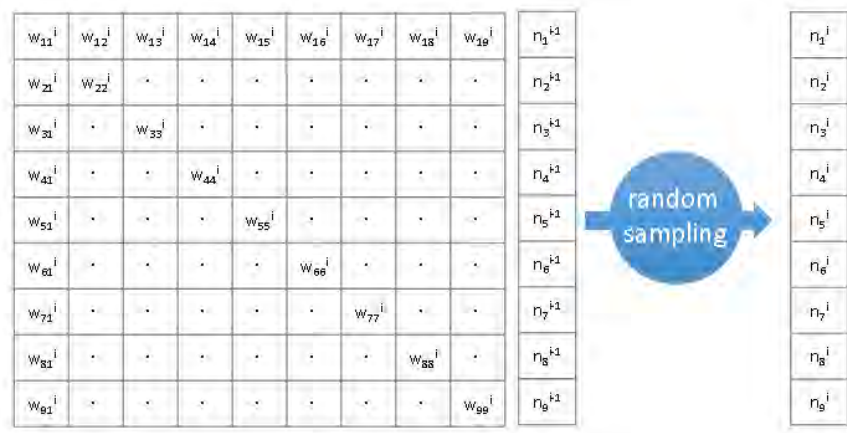 w₁₁ⁱ w₁₂ⁱ w₁₃ⁱ w₁₄ⁱ w₁₅ⁱ w₁₆ⁱ w₁₇ⁱ w₁₈ⁱ w₁₉ⁱ n₁ⁱ⁻¹ n₁ⁱ
w₂₁ⁱ w₂₂ⁱ · · · · · · · n₂ⁱ⁻¹ n₂ⁱ
w₃₁ⁱ · w₃₃ⁱ · · · · · · n₃ⁱ⁻¹ n₃ⁱ
w₄₁ⁱ · · w₄₄ⁱ · · · · · n₄ⁱ⁻¹ n₄ⁱ
w₅₁ⁱ · · · w₅₅ⁱ · · · · n₅ⁱ⁻¹ n₅ⁱ
w₆₁ⁱ · · · · w₆₆ⁱ · · · n₆ⁱ⁻¹ n₆ⁱ
w₇₁ⁱ · · · · · w₇₇ⁱ · · n₇ⁱ⁻¹ n₇ⁱ
w₈₁ⁱ · · · · · · w₈₈ⁱ · n₈ⁱ⁻¹ n₈ⁱ
w₉₁ⁱ · · · · · · · w₉₉ⁱ n₉ⁱ⁻¹ n₉ⁱ
random
sampling